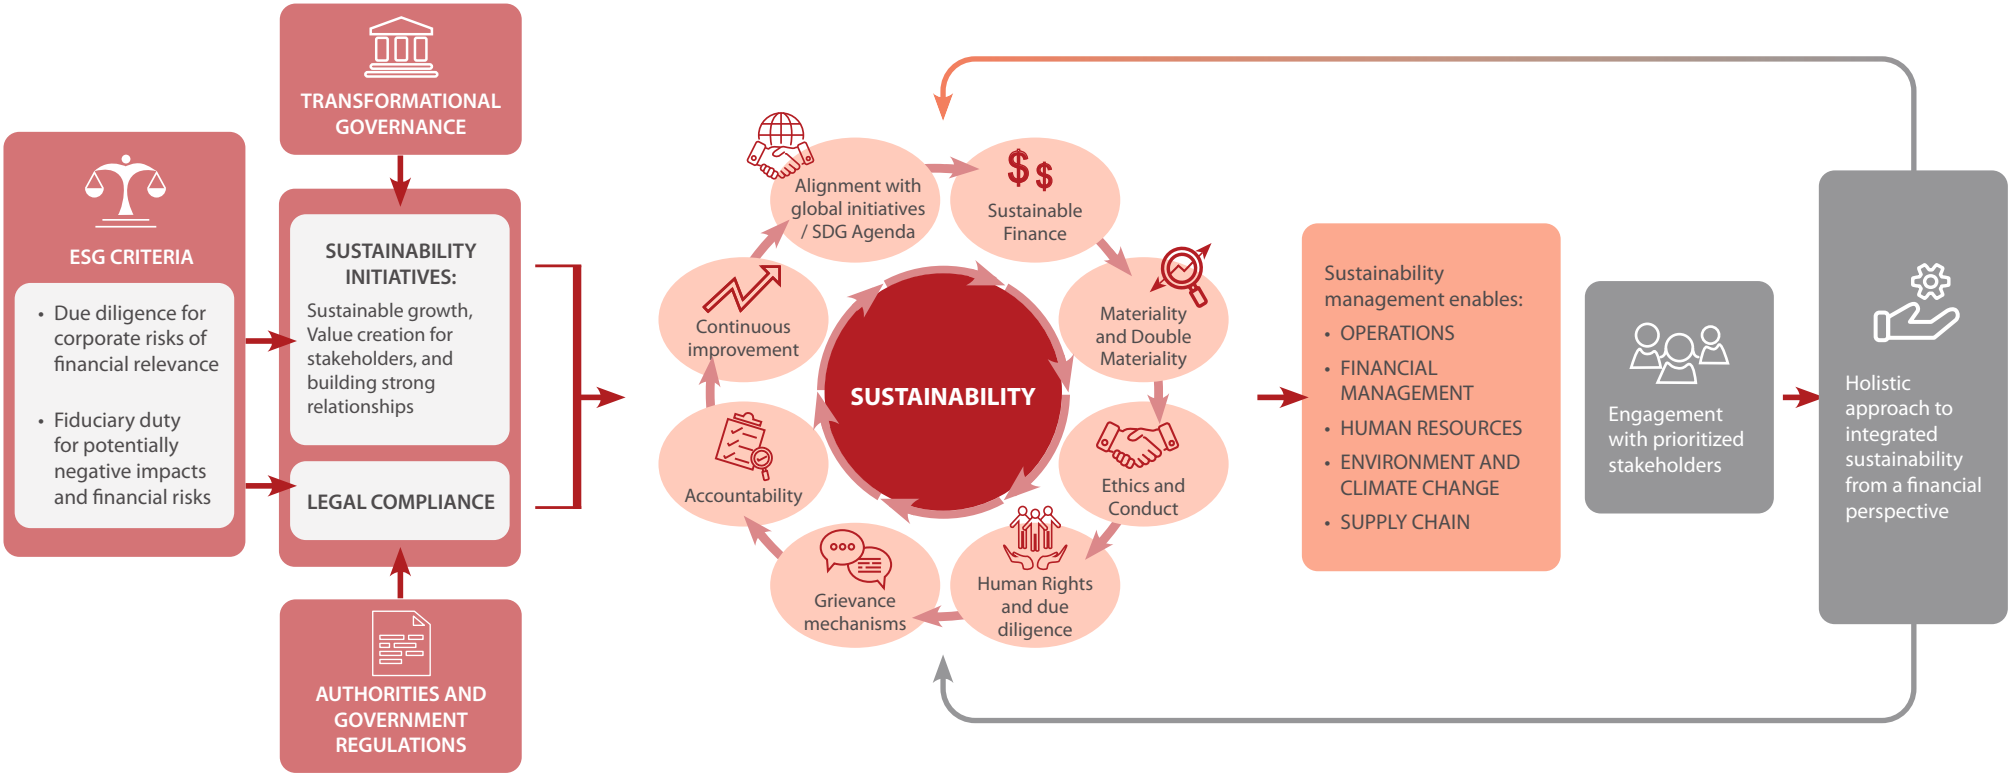 TRANSFORMATIONAL
GOVERNANCE
ESG CRITERIA
• Due diligence for
corporate risks of
financial relevance
• Fiduciary duty
for potentially
negative impacts
and financial risks
SUSTAINABILITY
INITIATIVES:
Sustainable growth,
Value creation for
stakeholders, and
building strong
relationships
LEGAL COMPLIANCE
AUTHORITIES AND
GOVERNMENT
REGULATIONS
Alignment with
global initiatives
/ SDG Agenda
$ $
Sustainable
Finance
Materiality
and Double
Materiality
Ethics and
Conduct
Human Rights
and due
diligence
Grievance
mechanisms
Accountability
Continuous
improvement
SUSTAINABILITY
Sustainability
management enables:
• OPERATIONS
• FINANCIAL
MANAGEMENT
• HUMAN RESOURCES
• ENVIRONMENT AND
CLIMATE CHANGE
• SUPPLY CHAIN
Engagement
with prioritized
stakeholders
Holistic
approach to
integrated
sustainability
from a financial
perspective